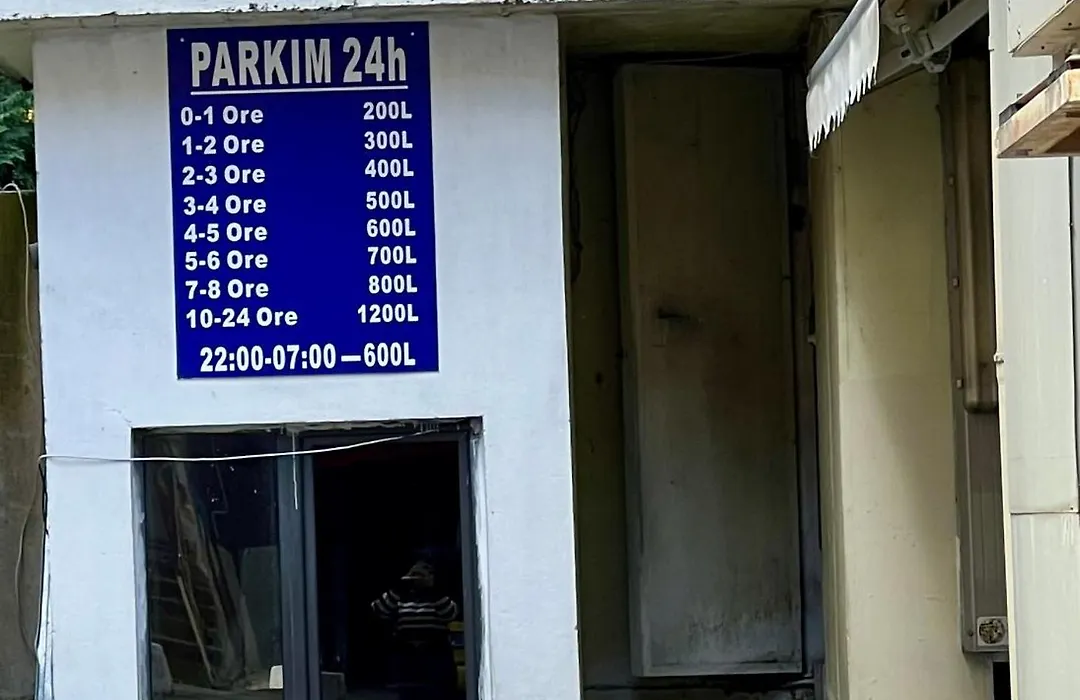 PARKIM 24h
0-1 Ore 200L
1-2 Ore 300L
2-3 Ore 400L
3-4 Ore 500L
4-5 Ore 600L
5-6 Ore 700L
7-8 Ore 800L
10-24 Ore 1200L
22:00-07:00—600L